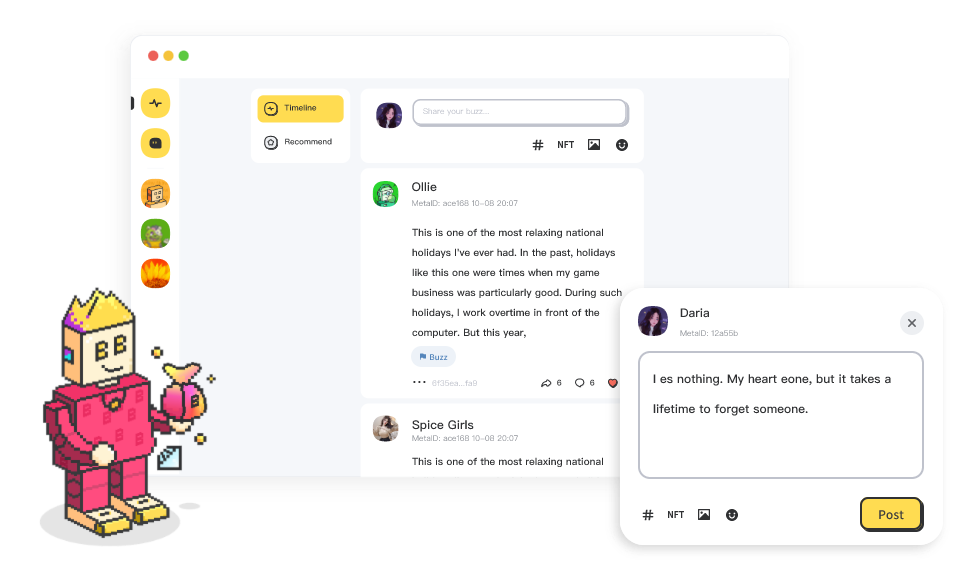 Timeline
Recommend
Share your buzz...
NFT
Ollie
MetaID: ace168 10-08 20:07
This is one of the most relaxing national
holidays I've ever had. In the past, holidays
like this one were times when my game
business was particularly good. During such
holidays, I work overtime in front of the
computer. But this year,
Buzz
6f35ea...fa9
6
6
Spice Girls
MetaID: ace168 10-08 20:07
This is one of the most relaxing national
Daria
MetaID: 12a55b
I es nothing. My heart eone, but it takes a
lifetime to forget someone.
NFT
Post
B B
B
B
B
B